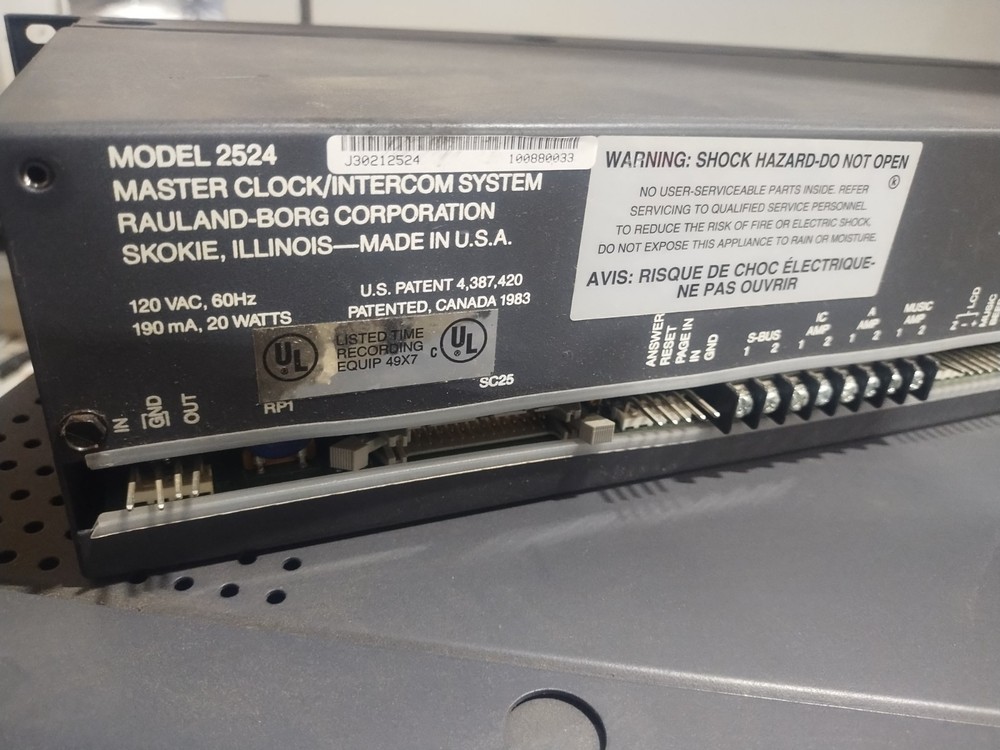 MODEL 2524
MASTER CLOCK/INTERCOM SYSTEM
RAULAND-BORG CORPORATION
SKOKIE, ILLINOIS—MADE IN U.S.A.
J30212524 100880033
120 VAC, 60Hz
190 mA, 20 WATTS
U.S. PATENT 4,387,420
PATENTED, CANADA 1983
UL
LISTED TIME
RECORDING
EQUIP 49X7
C UL
®
WARNING: SHOCK HAZARD-DO NOT OPEN
®
NO USER-SERVICEABLE PARTS INSIDE. REFER
SERVICING TO QUALIFIED SERVICE PERSONNEL.
TO REDUCE THE RISK OF FIRE OR ELECTRIC SHOCK,
DO NOT EXPOSE THIS APPLIANCE TO RAIN OR MOISTURE.
AVIS: RISQUE DE CHOC ÉLECTRIQUE-
NE PAS OUVRIR
IN
GND
OUT
RP1
SC25
ANSWER
RESET
PAGE IN
IN
GND
S-BUS
1 2
IC
AMP
1 2
A
AMP
1 2
MUSIC
1 2
LCD
MUSIC